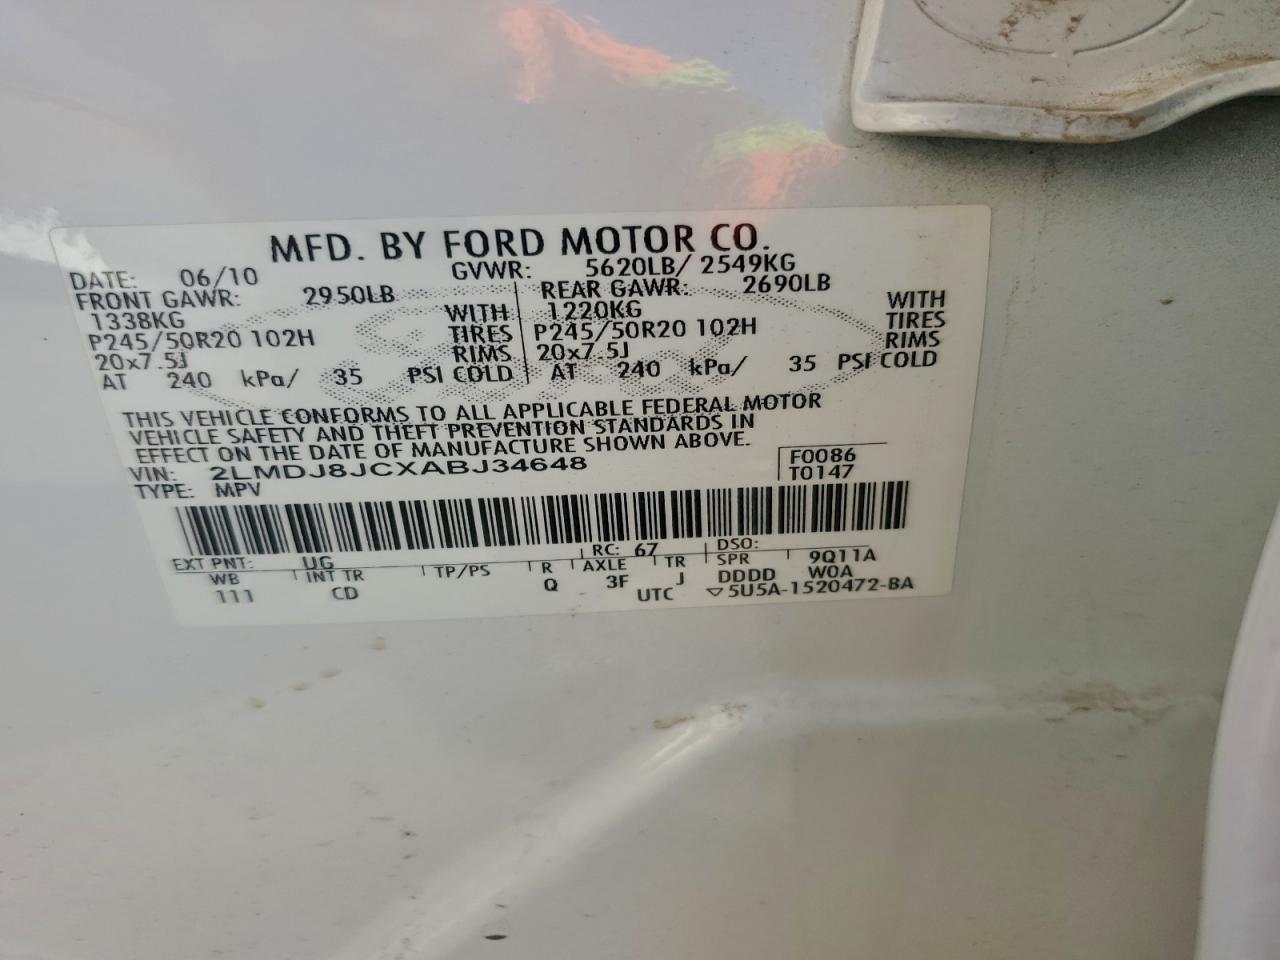 MFD. BY FORD MOTOR CO.
DATE: 06/10 GVWR: 5620LB/ 2549KG
FRONT GAWR: 2950LB REAR GAWR: 2690LB
1338KG WITH 1220KG WITH
P245/50R20 102H TIRES P245/50R20 102H TIRES
20x7.5J RIMS 20x7.5J RIMS
AT 240 kPa/ 35 PSI COLD AT 240 kPa/ 35 PSI COLD
THIS VEHICLE CONFORMS TO ALL APPLICABLE FEDERAL MOTOR
VEHICLE SAFETY AND THEFT PREVENTION STANDARDS IN
EFFECT ON THE DATE OF MANUFACTURE SHOWN ABOVE.
VIN: 2LMDJ8JCXABJ34648 F0086
TYPE: MPV T0147
EXT PNT: UG RC: 67 DSO:
WB INT TR TP/PS R AXLE TR SPR 9Q11A
111 CD Q 3F J DDDD W0A
UTC ▽5U5A-1520472-BA